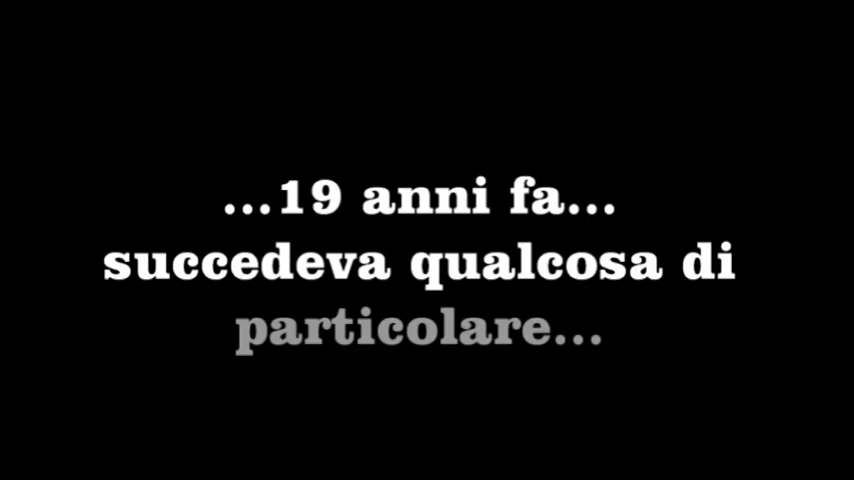 ...19 anni fa...
succedeva qualcosa di
particolare...